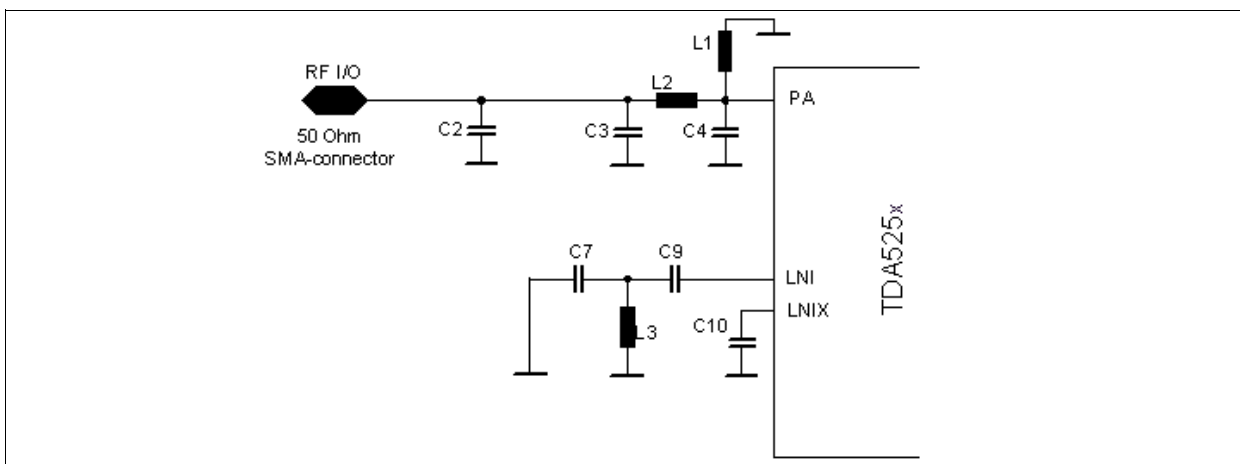 L1
RF I/O
L2
PA
C2
C3
C4
50 Ohm
SMA-connector
TDA525x
C7
C9
LNI
LNIX
C10
L3